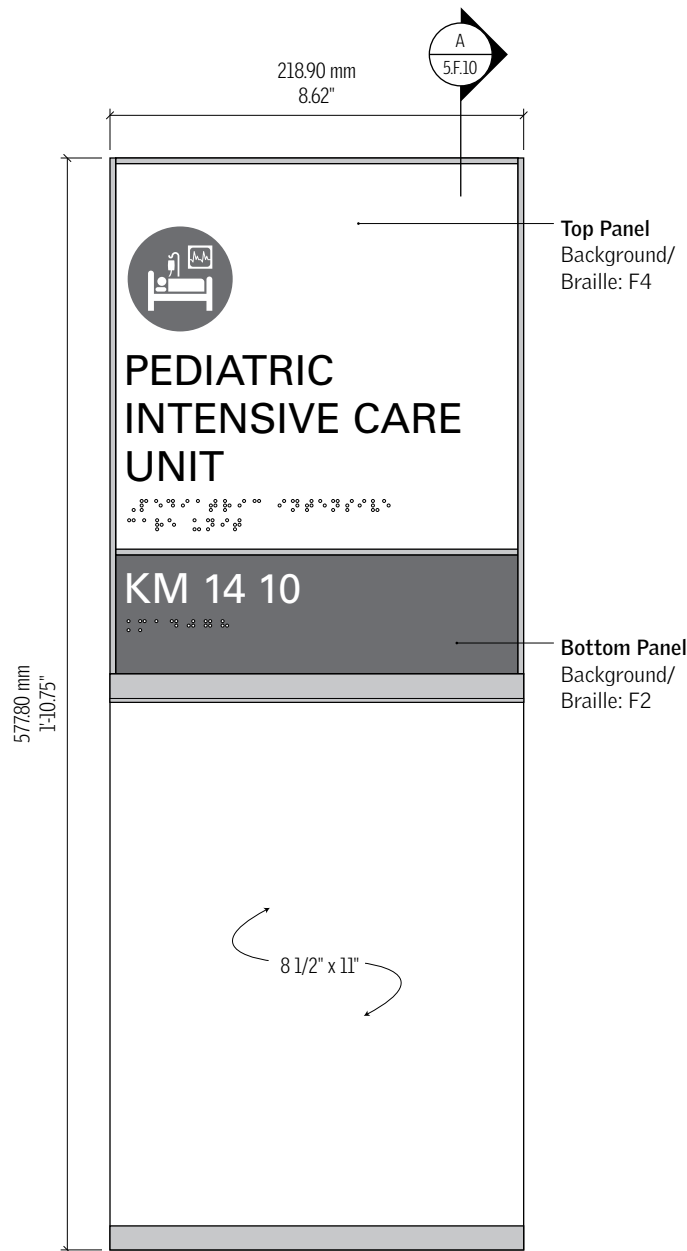 A
5.F.10
218.90 mm
8.62"
Top Panel
Background/
Braille: F4
PEDIATRIC
INTENSIVE CARE
UNIT
KM 14 10
Bottom Panel
Background/
Braille: F2
577.80 mm
1'-10.75"
8 1/2" x 11"